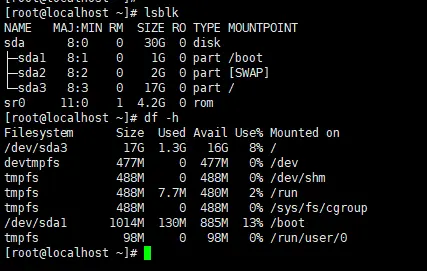 [root@localhost ~]# lsblk
NAME   MAJ:MIN RM  SIZE RO TYPE MOUNTPOINT
sda      8:0    0   30G  0 disk
├─sda1   8:1    0    1G  0 part /boot
├─sda2   8:2    0    2G  0 part [SWAP]
└─sda3   8:3    0   17G  0 part /
sr0     11:0    1  4.2G  0 rom
[root@localhost ~]# df -h
Filesystem      Size  Used Avail Use% Mounted on
/dev/sda3        17G  1.3G   16G   8% /
devtmpfs        477M     0  477M   0% /dev
tmpfs           488M     0  488M   0% /dev/shm
tmpfs           488M  7.7M  480M   2% /run
tmpfs           488M     0  488M   0% /sys/fs/cgroup
/dev/sda1      1014M  130M  885M  13% /boot
tmpfs            98M     0   98M   0% /run/user/0
[root@localhost ~]#